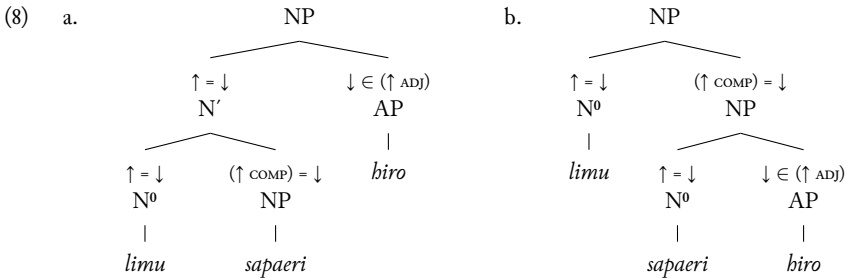 (8) a. NP b. NP
↑ = ↓ ↓ ∈ (↑ ADJ) ↑ = ↓ (↑ COMP) = ↓
N′ AP N⁰ NP
↑ = ↓ (↑ COMP) = ↓ hiro limu ↑ = ↓ ↓ ∈ (↑ ADJ)
N⁰ NP N⁰ AP
limu sapaeri sapaeri hiro